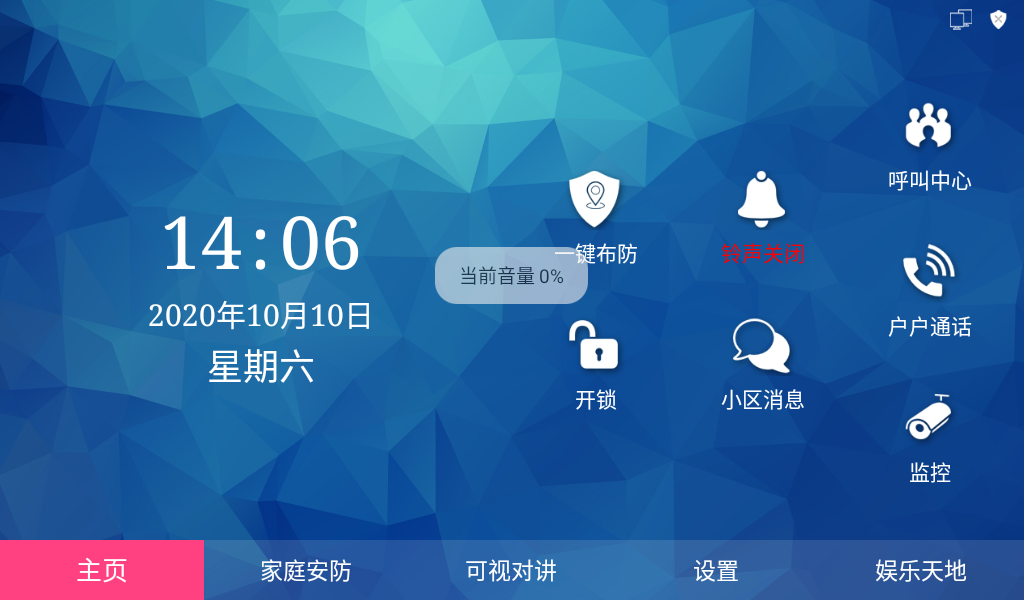 呼叫中心
14:06
一键布防
铃声关闭
当前音量 0%
2020年10月10日
户户通话
星期六
开锁
小区消息
监控
主页
家庭安防
可视对讲
设置
娱乐天地